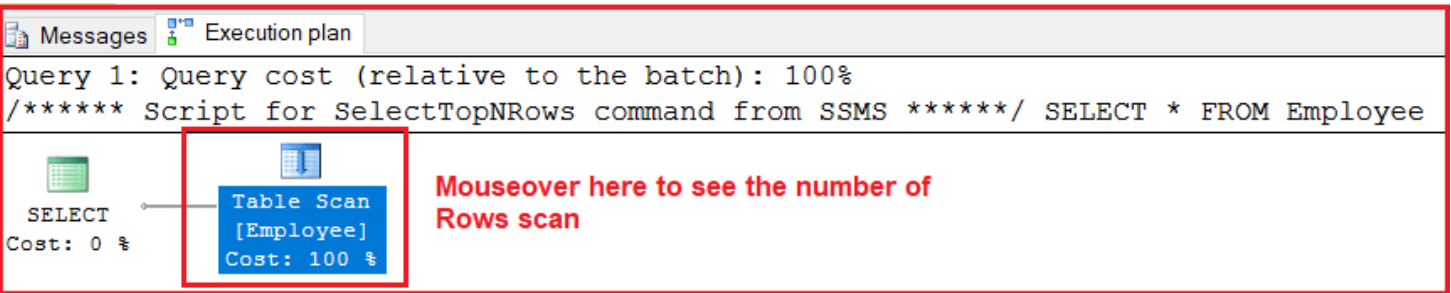 Messages Execution plan
Query 1: Query cost (relative to the batch): 100%
/****** Script for SelectTopNRows command from SSMS ******/ SELECT * FROM Employee
SELECT
Cost: 0 %
Table Scan
[Employee]
Cost: 100 %
Mouseover here to see the number of
Rows scan